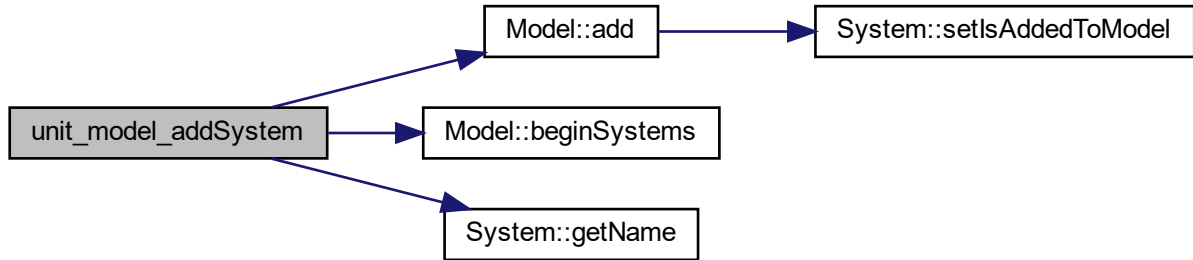 Model::add
System::setIsAddedToModel
unit_model_addSystem
Model::beginSystems
System::getName